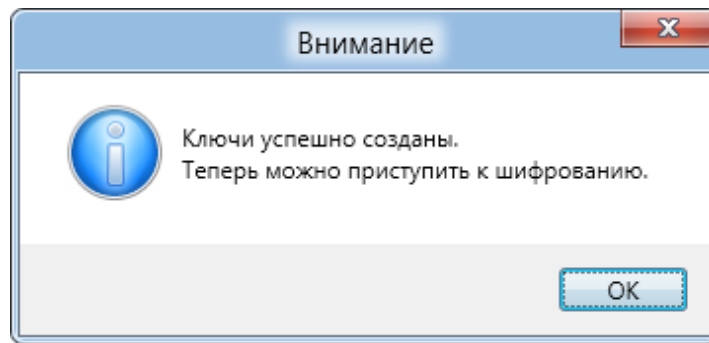 Внимание
Ключи успешно созданы.
Теперь можно приступить к шифрованию.
OK